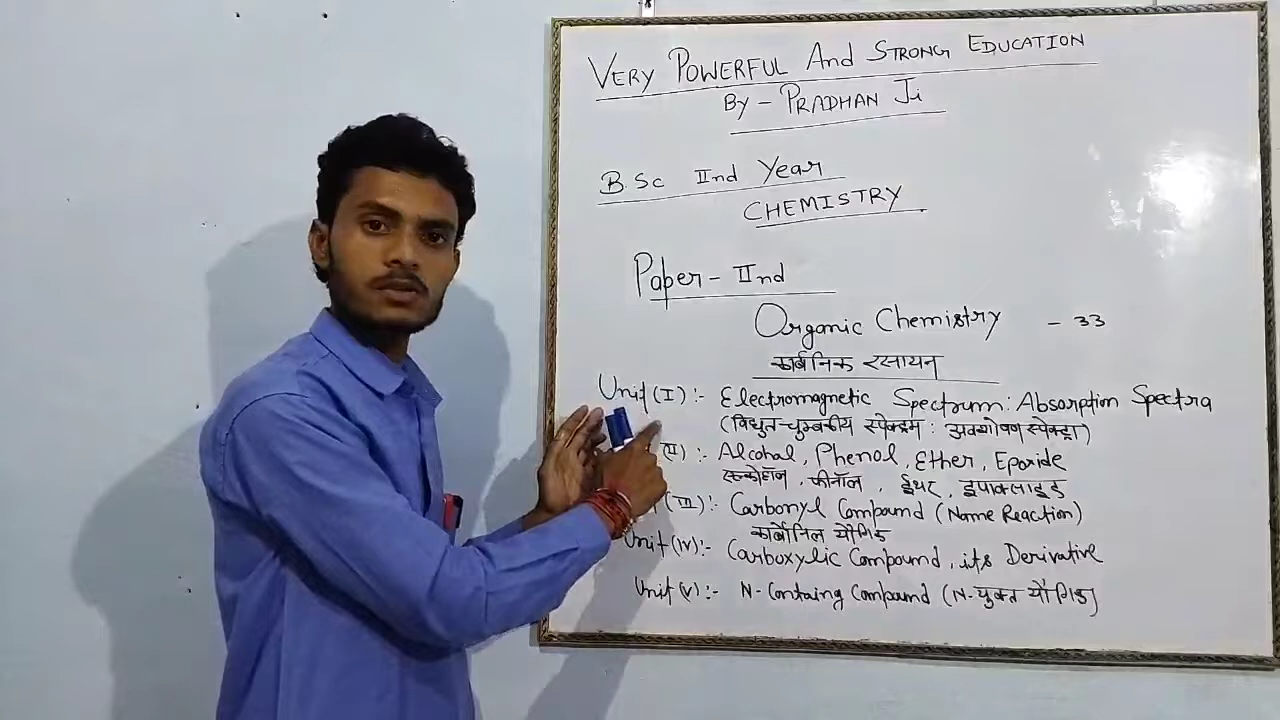 VERY POWERFUL AND STRONG EDUCATION
BY - PRADHAN Ji
B.Sc IInd Year
CHEMISTRY
Paper - IInd
Organic Chemistry - 33
कार्बनिक रसायन
Unit (I) :- Electromagnetic Spectrum : Absorption Spectra
(विधुत-चुम्बकीय स्पेक्ट्रम : अवशोषण स्पेक्ट्रा)
(II) :- Alcohal, Phenol, Ether, Eporide
एल्कोहॉल, फीनॉल, ईथर, इपाक्साइड
(III) :- Carbonyl Compound (Name Reaction)
कार्बोनिल यौगिक
Unit (IV) :- Carboxylic Compound, its Derivative
Unit (V) :- N-Containg Compound (N-युक्त यौगिक)